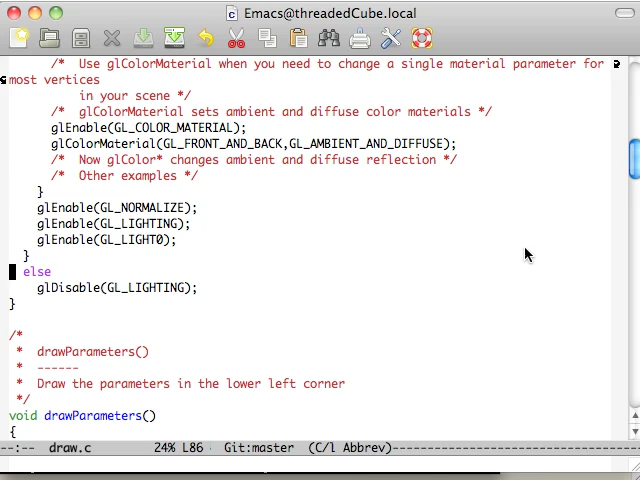 Emacs@threadedCube.local
/* Use glColorMaterial when you need to change a single material parameter for
most vertices
in your scene */
/* glColorMaterial sets ambient and diffuse color materials */
glEnable(GL_COLOR_MATERIAL);
glColorMaterial(GL_FRONT_AND_BACK,GL_AMBIENT_AND_DIFFUSE);
/* Now glColor* changes ambient and diffuse reflection */
/* Other examples */
}
glEnable(GL_NORMALIZE);
glEnable(GL_LIGHTING);
glEnable(GL_LIGHT0);
}
else
glDisable(GL_LIGHTING);
}
/*
* drawParameters()
* ------
* Draw the parameters in the lower left corner
*/
void drawParameters()
{
--:-- draw.c 24% L86 Git:master (C/l Abbrev)------------------------------------------